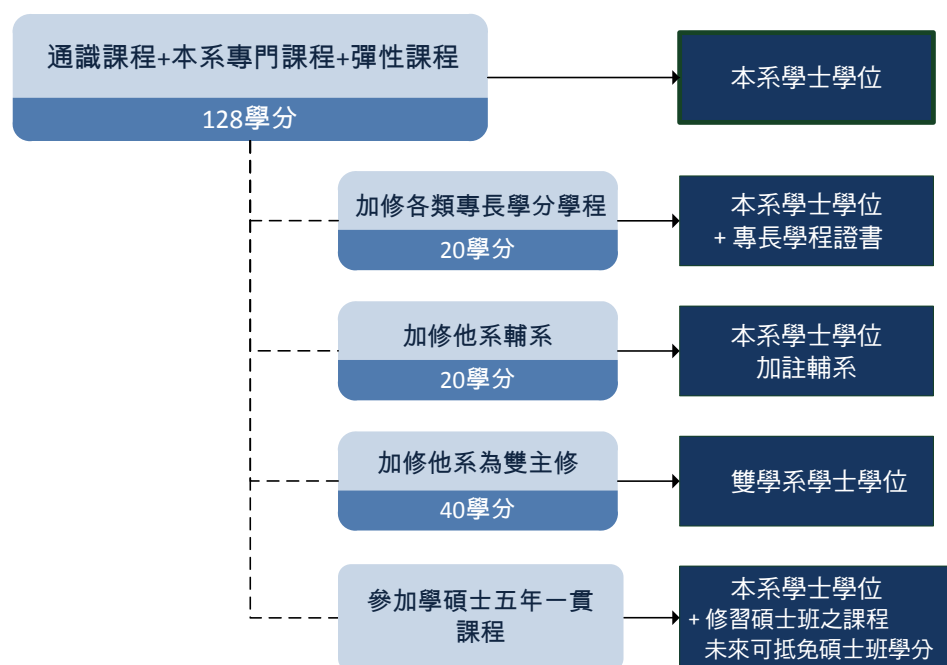 通識課程+本系專門課程+彈性課程
128學分
本系學士學位
加修各類專長學分學程
20學分
本系學士學位
+ 專長學程證書
加修他系輔系
20學分
本系學士學位
加註輔系
加修他系為雙主修
40學分
雙學系學士學位
參加學碩士五年一貫
課程
本系學士學位
+ 修習碩士班之課程
未來可抵免碩士班學分